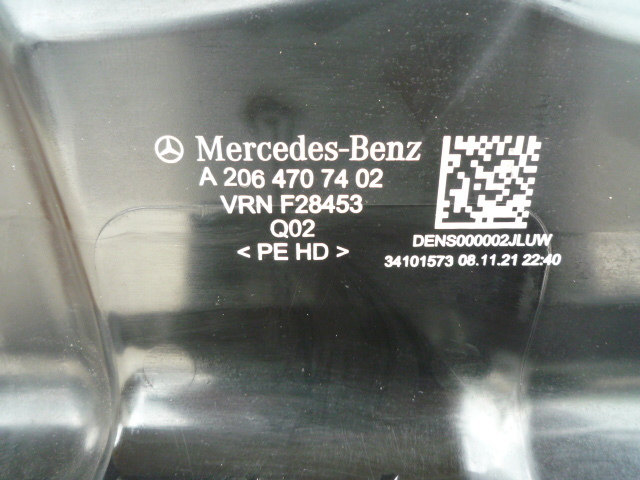 Mercedes-Benz
A 206 470 74 02
VRN F28453
Q02
< PE HD >
DENS000002JLUW
34101573 08.11.21 22:40